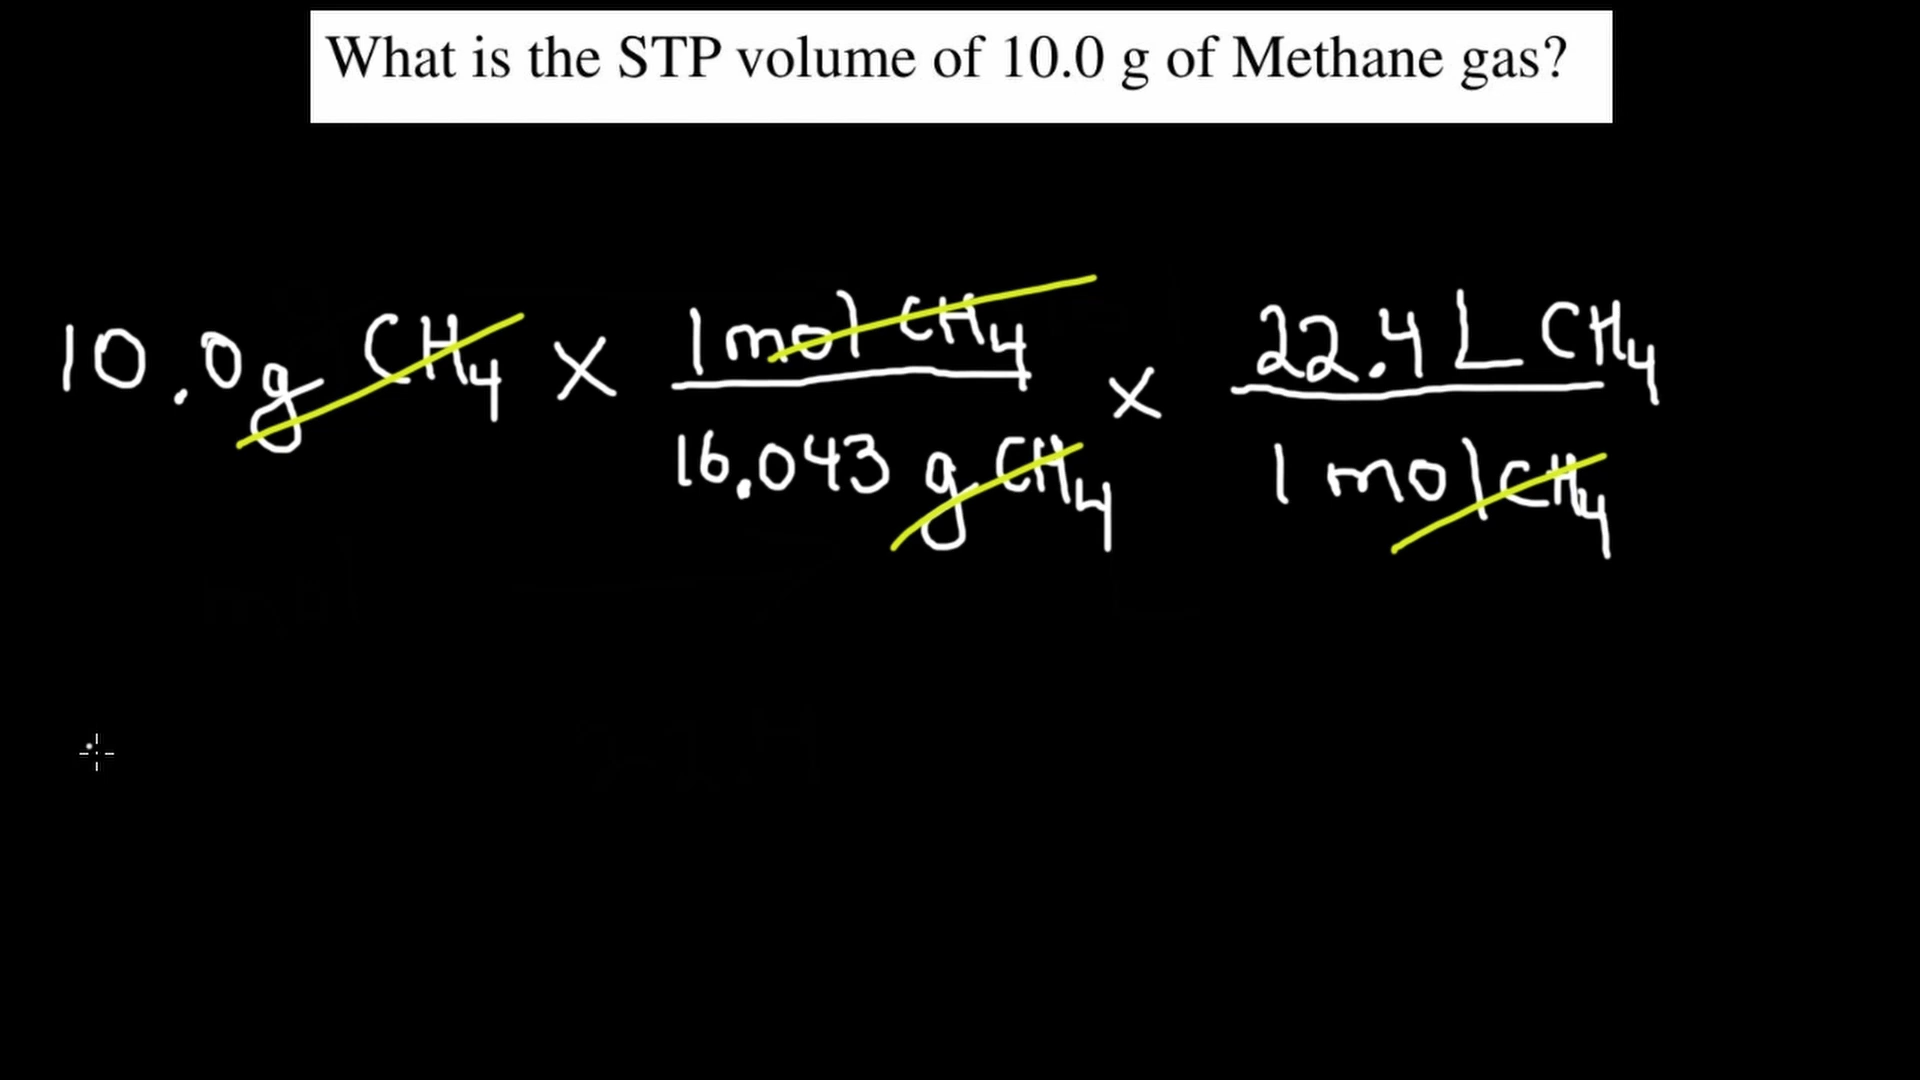 What is the STP volume of 10.0 g of Methane gas?
10.0g CH4 x 1 mol CH4 x 22.4 L CH4
16.043 g CH4 1 mol CH4